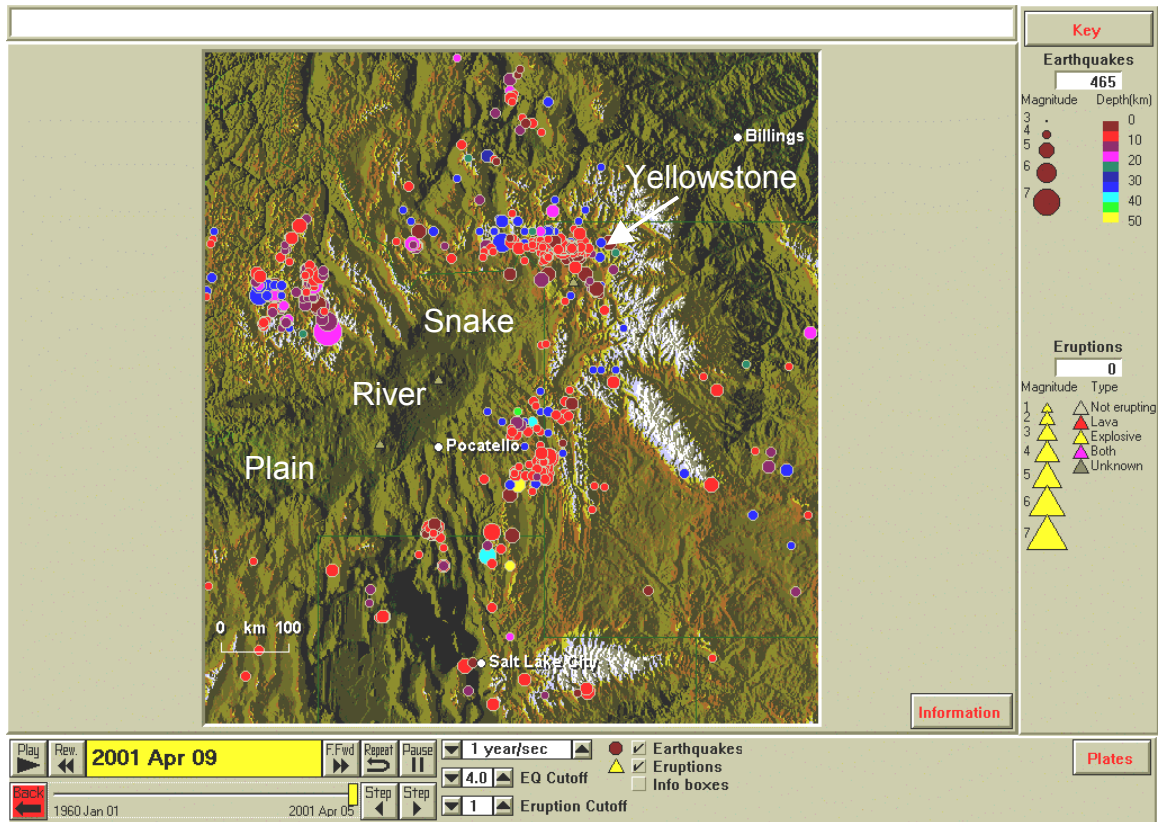 Key
Earthquakes
465
Magnitude Depth(km)
3
4
5
6
7
0
10
20
30
40
50
Billings
Yellowstone
Snake
River
Pocatello
Plain
0 km 100
Salt Lake City
Eruptions
0
Magnitude Type
1
2
3
4
5
6
7
Not erupting
Lava
Explosive
Both
Unknown
Information
Play
Rew.
2001 Apr 09
F.Fwd
Repeat
Pause
1 year/sec
Earthquakes
Eruptions
Info boxes
4.0 EQ Cutoff
1 Eruption Cutoff
Back
1960 Jan 01
2001 Apr 05
Step
Step
Plates